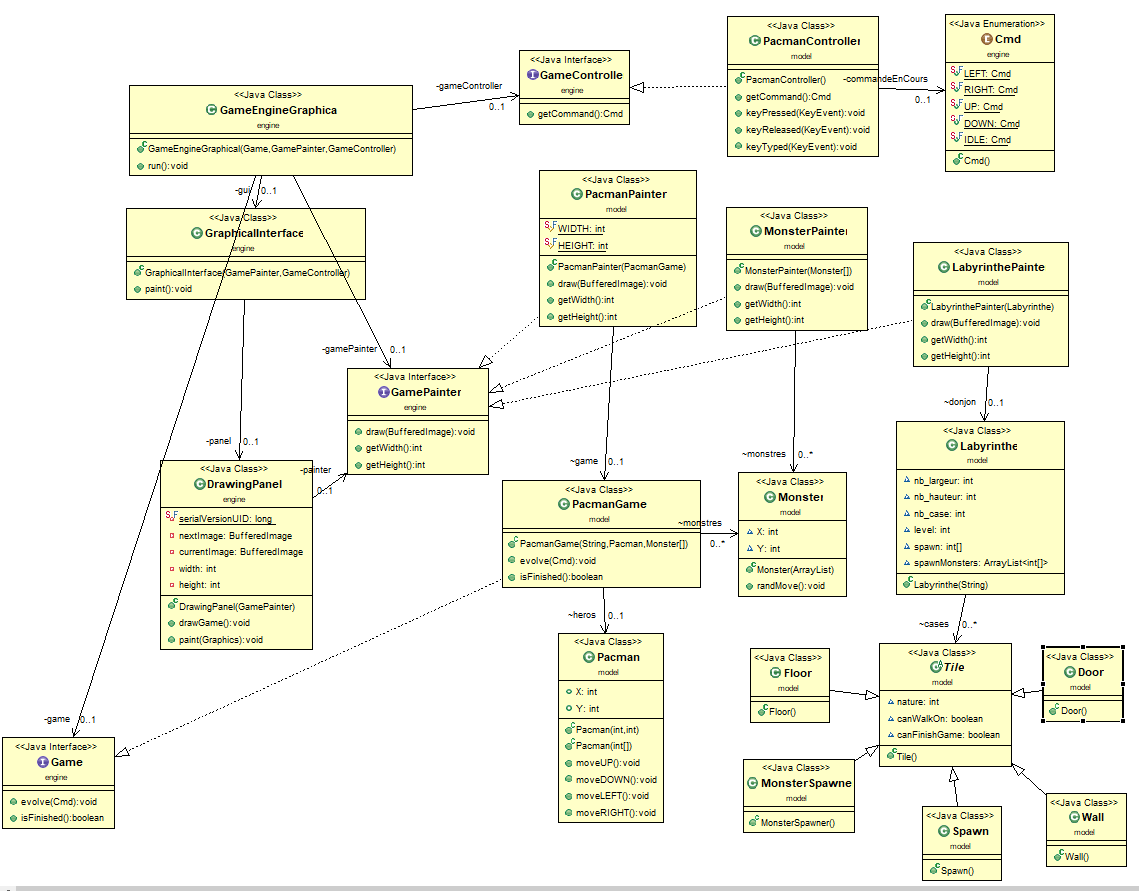 <<Java Class>>
GameEngineGraphica
engine
GameEngineGraphical(Game,GamePainter,GameController)
run():void
-gameController
0..1
<<Java Interface>>
GameControlle
engine
getCommand():Cmd
<<Java Class>>
PacmanController
model
PacmanController()
getCommand():Cmd
keyPressed(KeyEvent):void
keyReleased(KeyEvent):void
keyTyped(KeyEvent):void
-commandeEnCours
0..1
<<Java Enumeration>>
Cmd
engine
LEFT: Cmd
RIGHT: Cmd
UP: Cmd
DOWN: Cmd
IDLE: Cmd
Cmd()
-gui
0..1
<<Java Class>>
GraphicalInterface
engine
GraphicalInterface(GamePainter,GameController)
paint():void
<<Java Class>>
PacmanPainter
model
WIDTH: int
HEIGHT: int
PacmanPainter(PacmanGame)
draw(BufferedImage):void
getWidth():int
getHeight():int
<<Java Class>>
MonsterPainter
model
MonsterPainter(Monster[])
draw(BufferedImage):void
getWidth():int
getHeight():int
<<Java Class>>
LabyrinthePainte
model
LabyrinthePainter(Labyrinthe)
draw(BufferedImage):void
getWidth():int
getHeight():int
-gamePainter
0..1
<<Java Interface>>
GamePainter
engine
draw(BufferedImage):void
getWidth():int
getHeight():int
~donjon
0..1
<<Java Class>>
Labyrinthe
model
nb_largeur: int
nb_hauteur: int
nb_case: int
level: int
spawn: int[]
spawnMonsters: ArrayList<int[]>
Labyrinthe(String)
-panel
0..1
<<Java Class>>
DrawingPanel
engine
serialVersionUID: long
nextImage: BufferedImage
currentImage: BufferedImage
width: int
height: int
DrawingPanel(GamePainter)
drawGame():void
paint(Graphics):void
-painter
0..1
~game
0..1
<<Java Class>>
PacmanGame
model
PacmanGame(String,Pacman,Monster[])
evolve(Cmd):void
isFinished():boolean
~monstres
0..*
~monstres
0..*
<<Java Class>>
Monster
model
X: int
Y: int
Monster(ArrayList)
randMove():void
~heros
0..1
<<Java Class>>
Pacman
model
X: int
Y: int
Pacman(int,int)
Pacman(int[])
moveUP():void
moveDOWN():void
moveLEFT():void
moveRIGHT():void
~cases
0..*
<<Java Class>>
Floor
model
Floor()
<<Java Class>>
Tile
model
nature: int
canWalkOn: boolean
canFinishGame: boolean
Tile()
<<Java Class>>
Door
model
Door()
-game
0..1
<<Java Interface>>
Game
engine
evolve(Cmd):void
isFinished():boolean
<<Java Class>>
MonsterSpawne
model
MonsterSpawner()
<<Java Class>>
Spawn
model
Spawn()
<<Java Class>>
Wall
model
Wall()